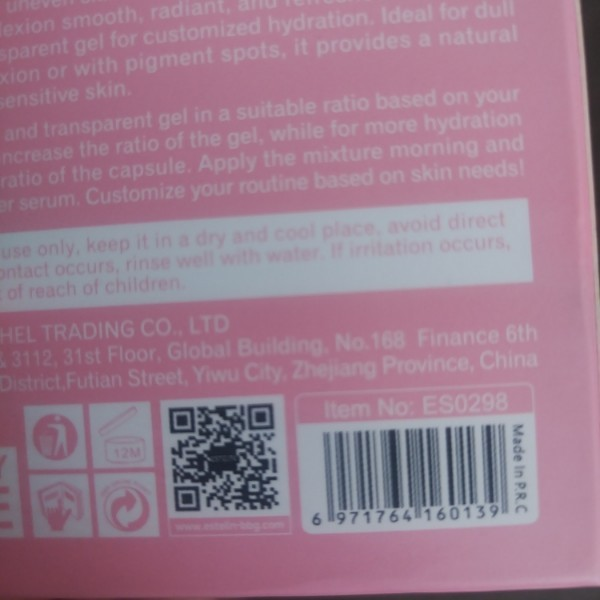 uneven
lexion smooth, radiant, and
sparent gel for customized hydration. Ideal for dull
xion or with pigment spots, it provides a natural
sensitive skin.
and transparent gel in a suitable ratio based on your
increase the ratio of the gel, while for more hydration
ratio of the capsule. Apply the mixture morning and
er serum. Customize your routine based on skin needs!
use only, keep it in a dry and cool place, avoid direct
ontact occurs, rinse well with water. If irritation occurs,
of reach of children.
HEL TRADING CO., LTD
& 3112, 31st Floor, Global Building, No.168 Finance 6th
District,Futian Street, Yiwu City, Zhejiang Province, China
12M
Item No: ES0298
Made in P.R.C
6 971764 160139